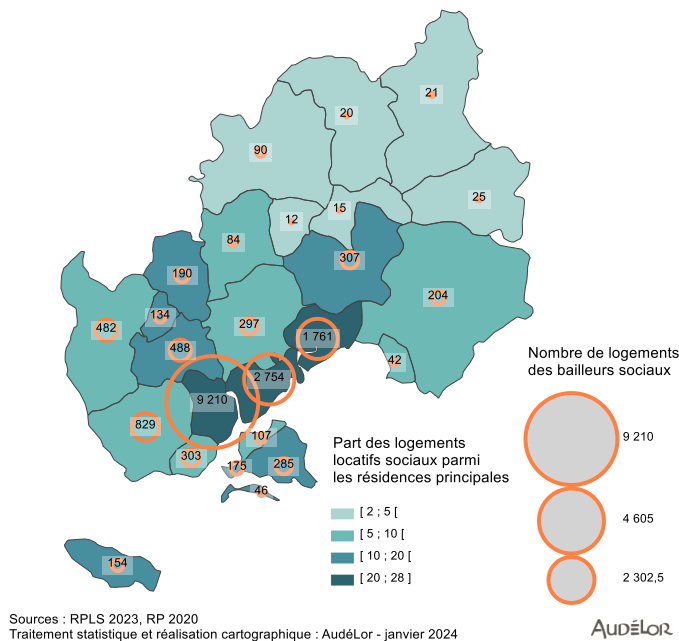 21
20
90
25
15
12
84
307
190
204
134
297
482
1 761
488
42
2 754
9 210
829
107
303
175
285
46
154
Nombre de logements
des bailleurs sociaux
9 210
4 605
2 302,5
Part des logements
locatifs sociaux parmi
les résidences principales
[ 2 ; 5 [
[ 5 ; 10 [
[ 10 ; 20 [
[ 20 ; 28 ]
Sources : RPLS 2023, RP 2020
Traitement statistique et réalisation cartographique : AudéLor - janvier 2024
AUDÉLOR